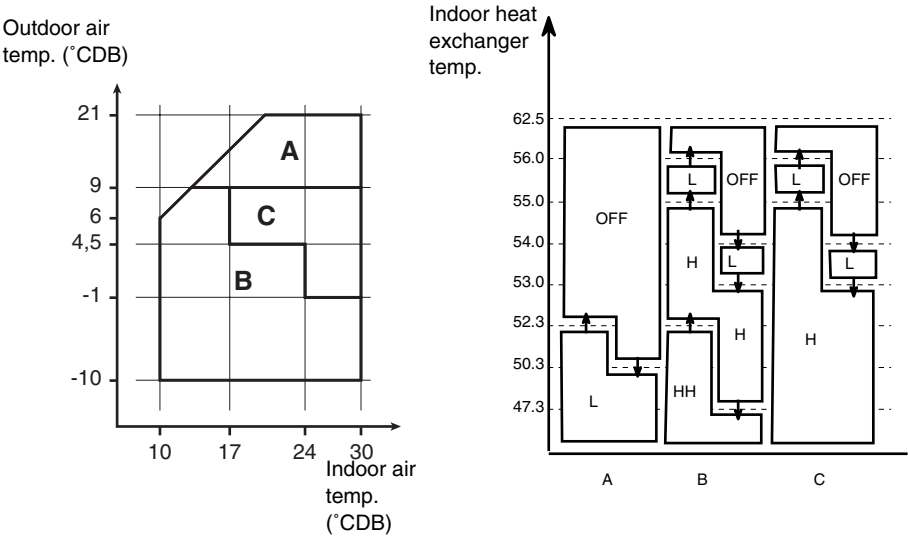 Outdoor air
temp. (˚CDB)
21
9
6
4,5
-1
-10
A
C
B
10 17 24 30
Indoor air
temp.
(˚CDB)
Indoor heat
exchanger
temp.
62.5
56.0
55.0
54.0
53.0
52.3
50.3
47.3
OFF
L
L
OFF
H
L
HH
H
L
OFF
L
H
A B C